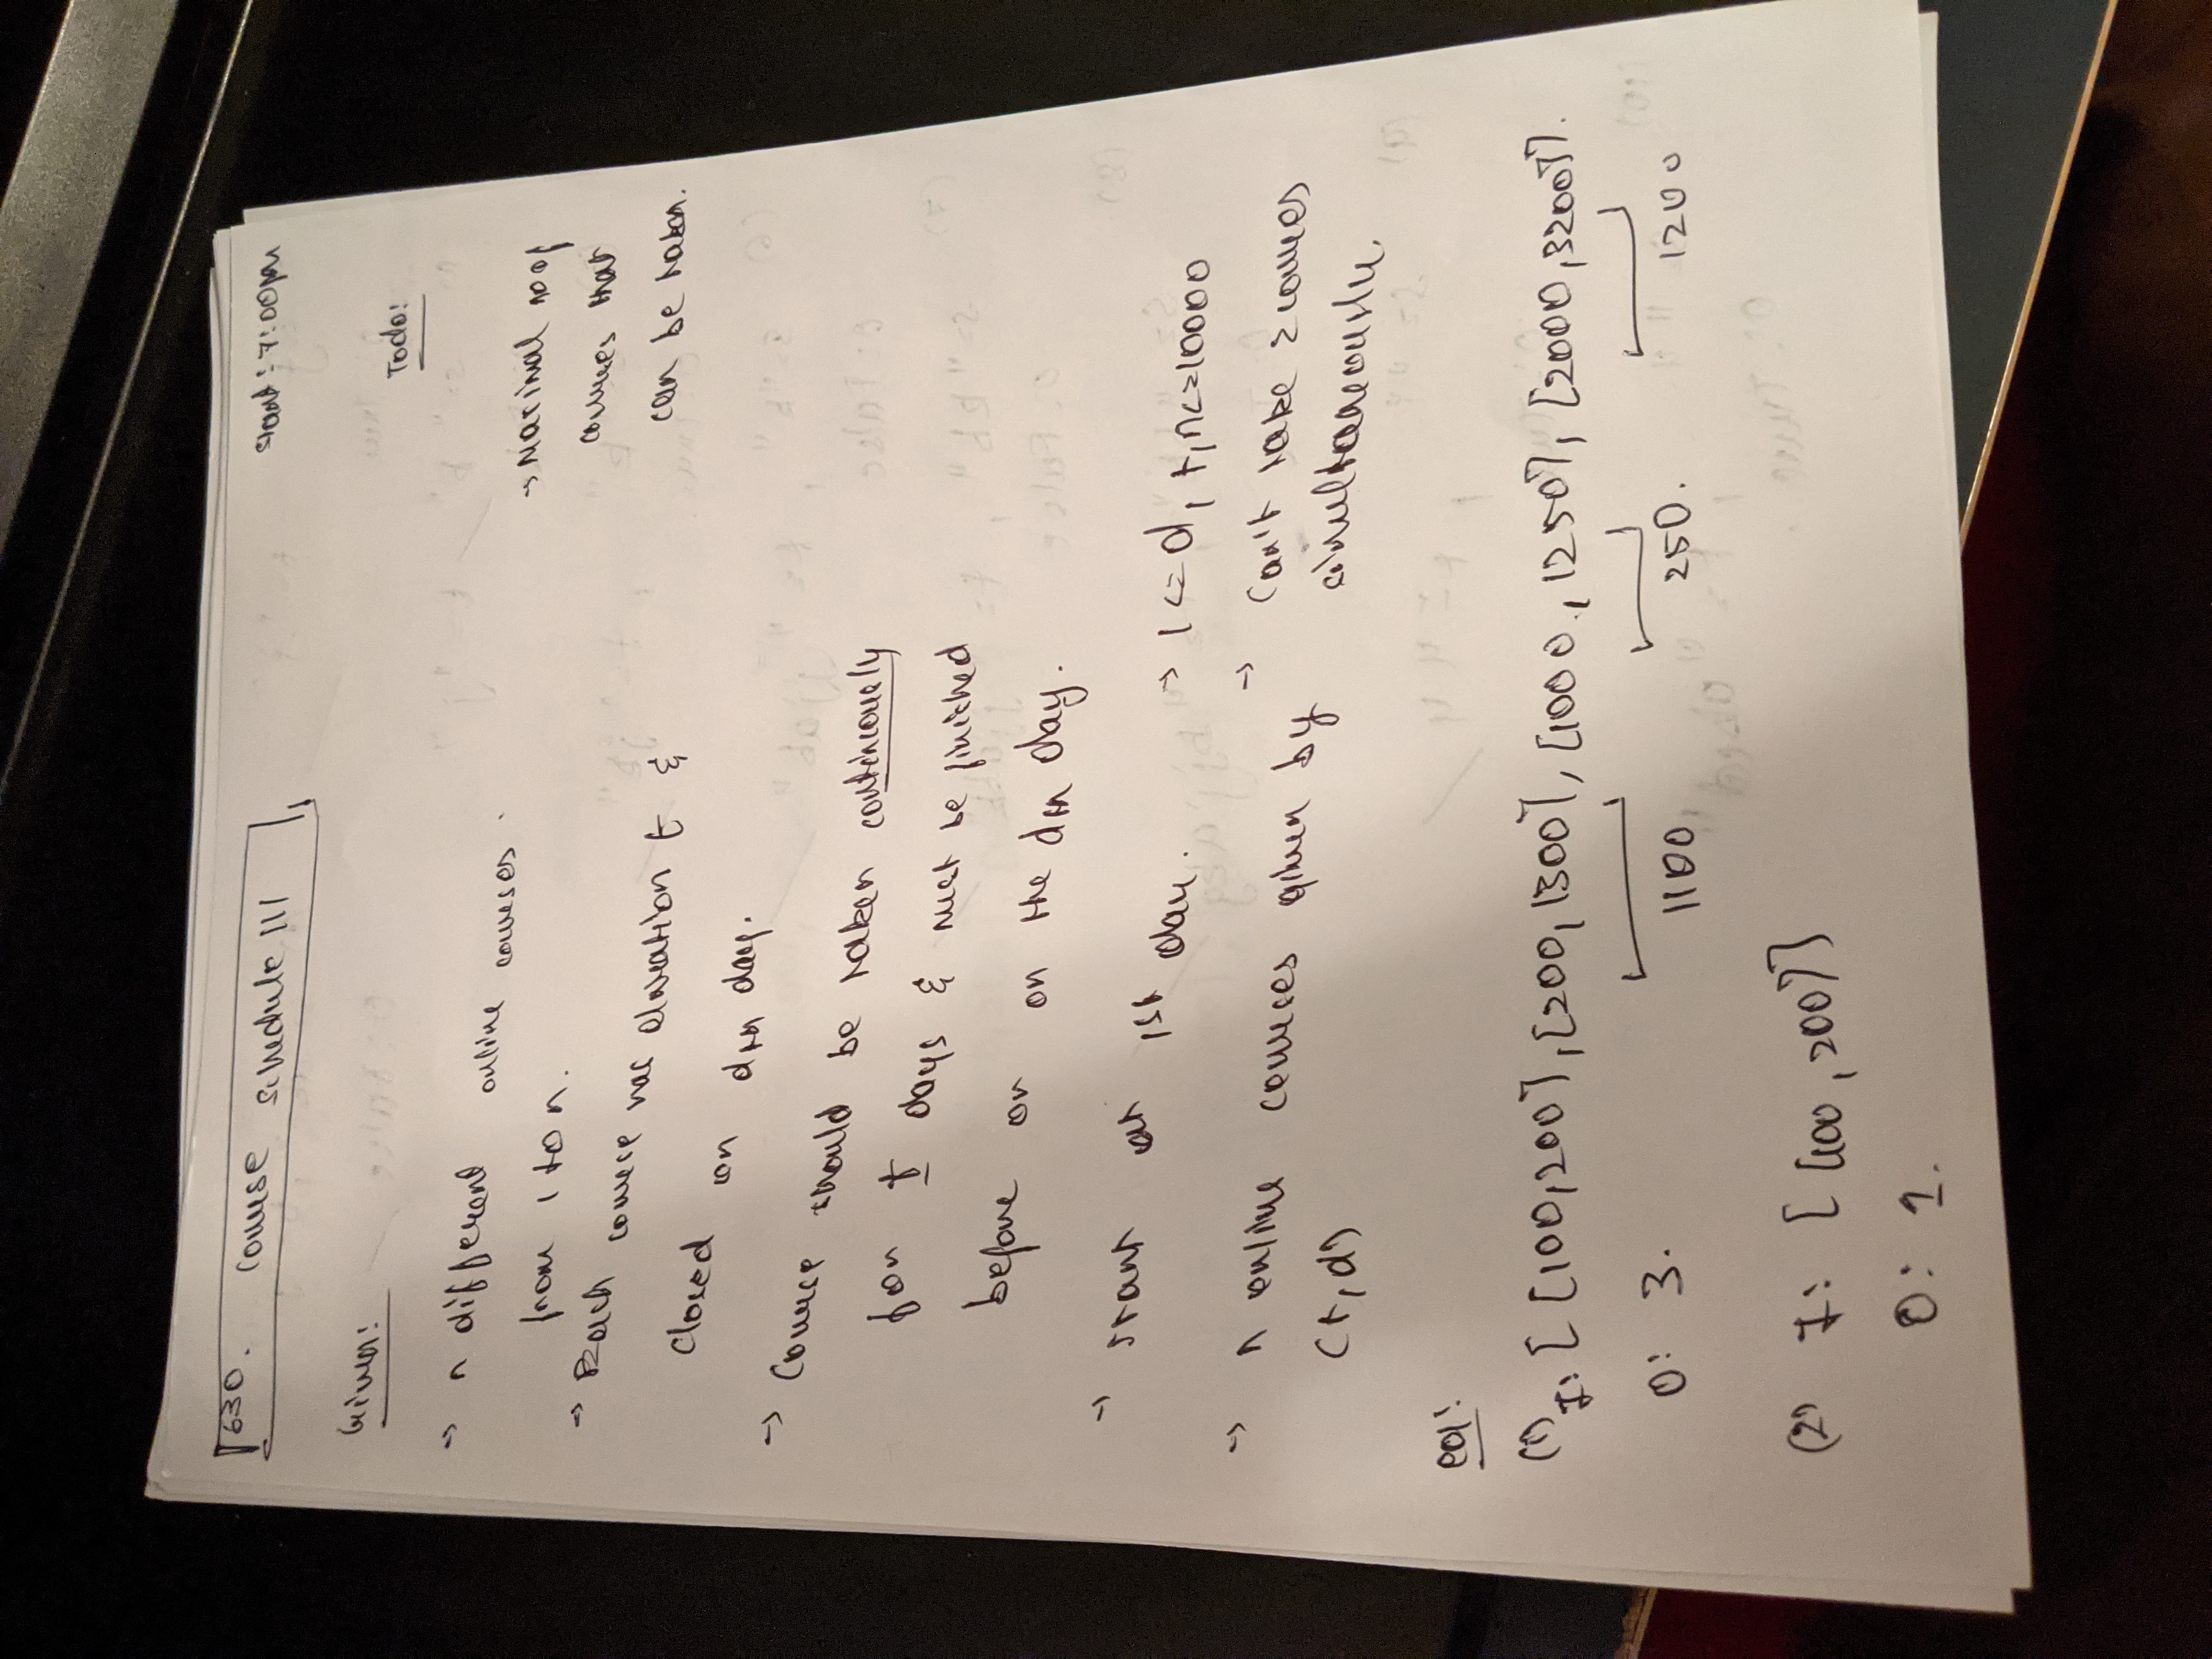 630. Course Schedule III
start: 7:00pm
Given:
→ n different online courses.
from 1 to n.
→ Each course has duration t &
closed on dth day.
→ Course should be taken continuously
for t days & must be finished
before or on the dth day.
→ start at 1st day.
→ n online courses given by
(t,d)
Todo:
→ Maximal no of
courses that
can be taken.
→ 1<=d, t,n<=10000
→ Can't take 2 courses
simultaneously.
eg:
(1) I: [[100,200], [200,1300], [1000,1250], [2000,3200]].
1100
250.
1200
O: 3.
(2) I: [[100,200]]
O: 1.